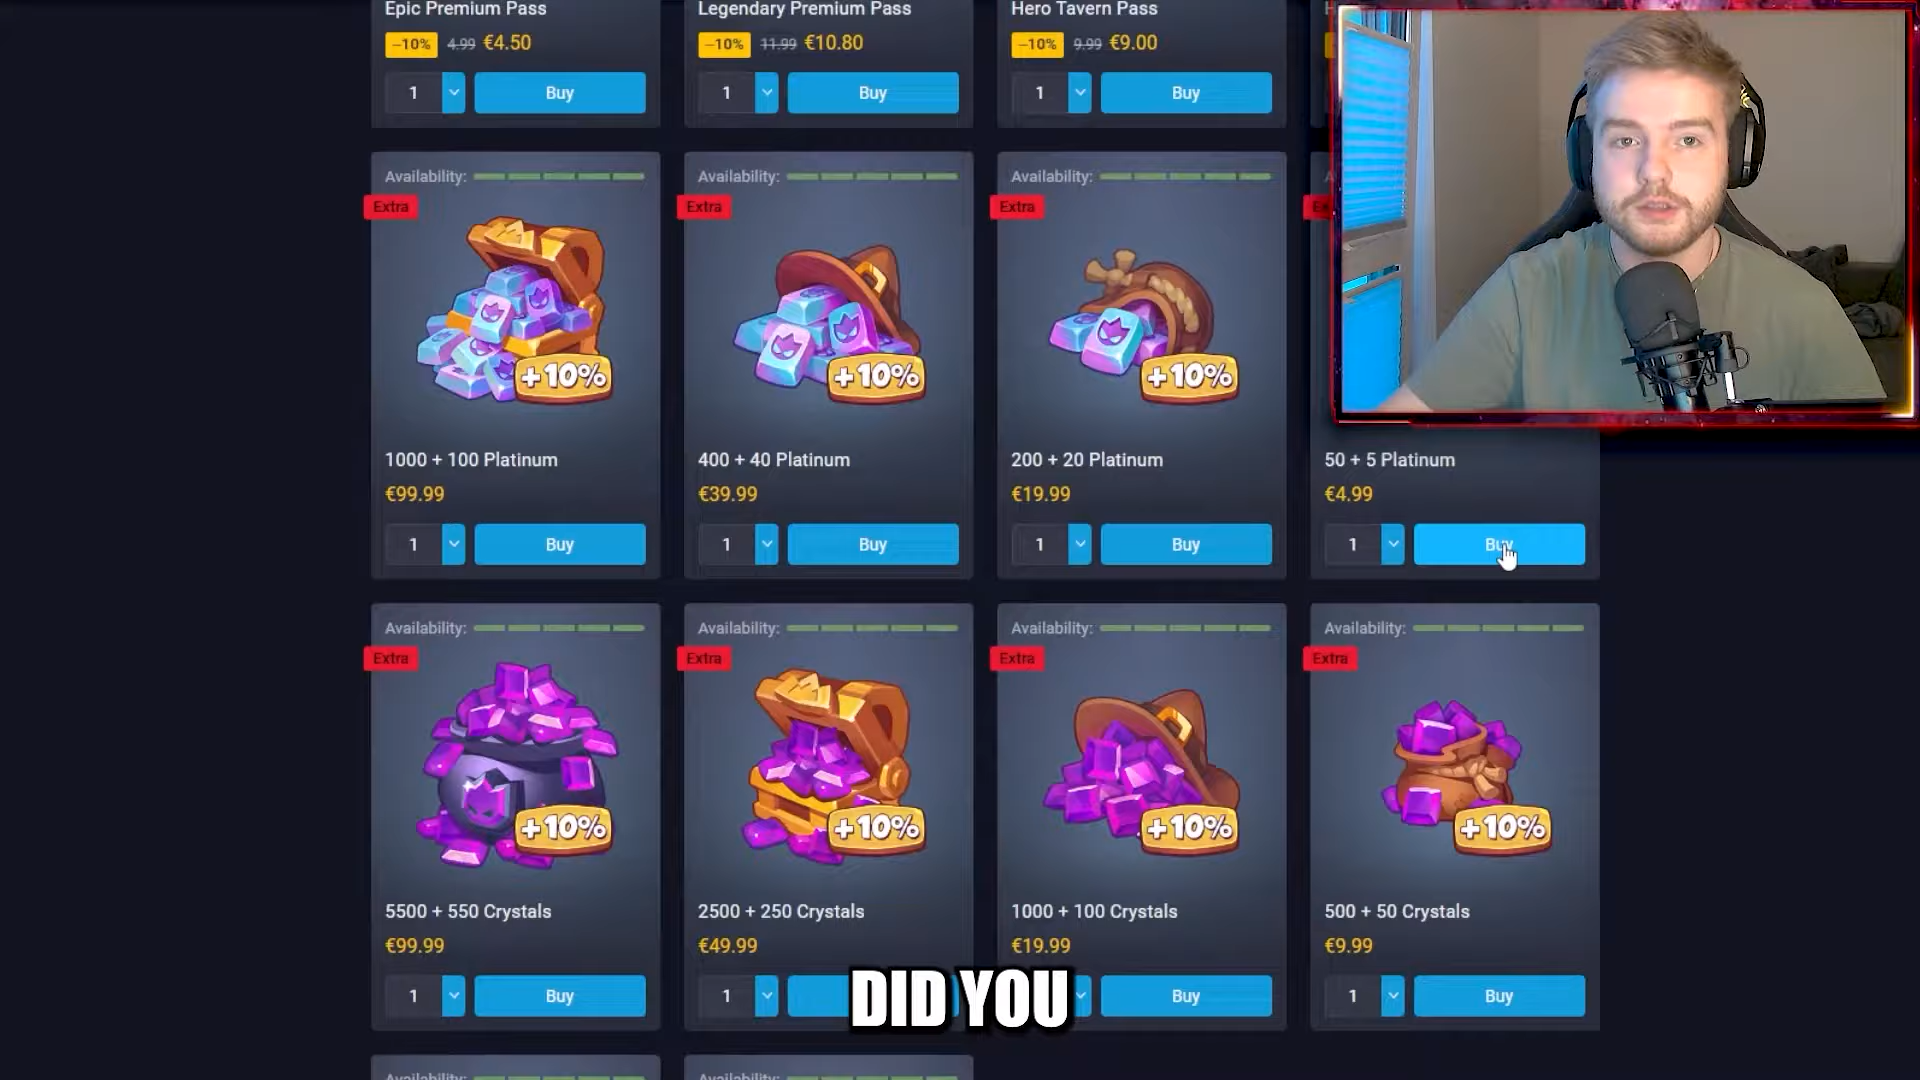 Epic Premium Pass
-10% 4.99 €4.50
1 Buy
Legendary Premium Pass
-10% 11.99 €10.80
1 Buy
Hero Tavern Pass
-10% 9.99 €9.00
1 Buy
Availability:
Extra
+10%
1000 + 100 Platinum
€99.99
1 Buy
Availability:
Extra
+10%
400 + 40 Platinum
€39.99
1 Buy
Availability:
Extra
+10%
200 + 20 Platinum
€19.99
1 Buy
50 + 5 Platinum
€4.99
1 Buy
Availability:
Extra
+10%
5500 + 550 Crystals
€99.99
1 Buy
Availability:
Extra
+10%
2500 + 250 Crystals
€49.99
1
Availability:
Extra
+10%
1000 + 100 Crystals
€19.99
Buy
Availability:
Extra
+10%
500 + 50 Crystals
€9.99
1 Buy
DID YOU
Availability:
Availability: